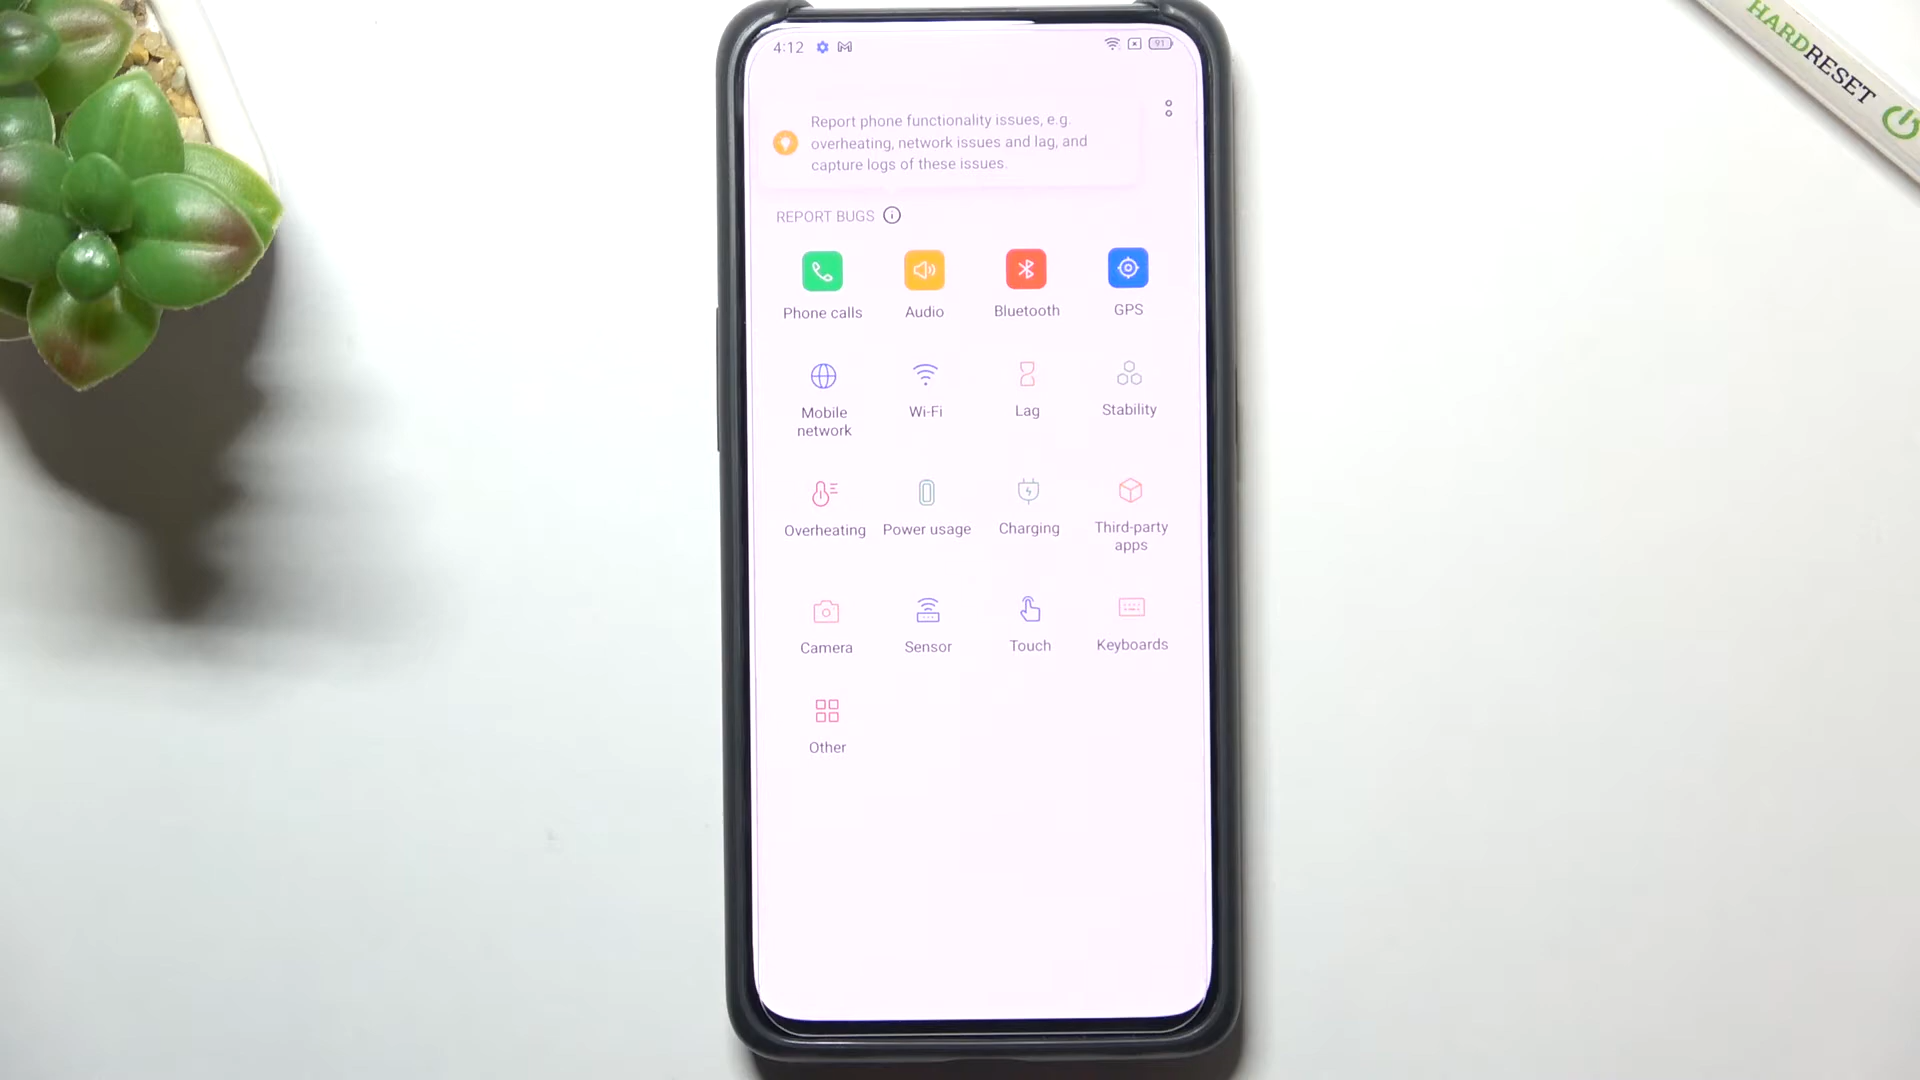 HARDRESET
4:12
91
Report phone functionality issues, e.g.
overheating, network issues and lag, and
capture logs of these issues.
REPORT BUGS
Phone calls
Audio
Bluetooth
GPS
Mobile
network
Wi-Fi
Lag
Stability
Overheating
Power usage
Charging
Third-party
apps
Camera
Sensor
Touch
Keyboards
Other